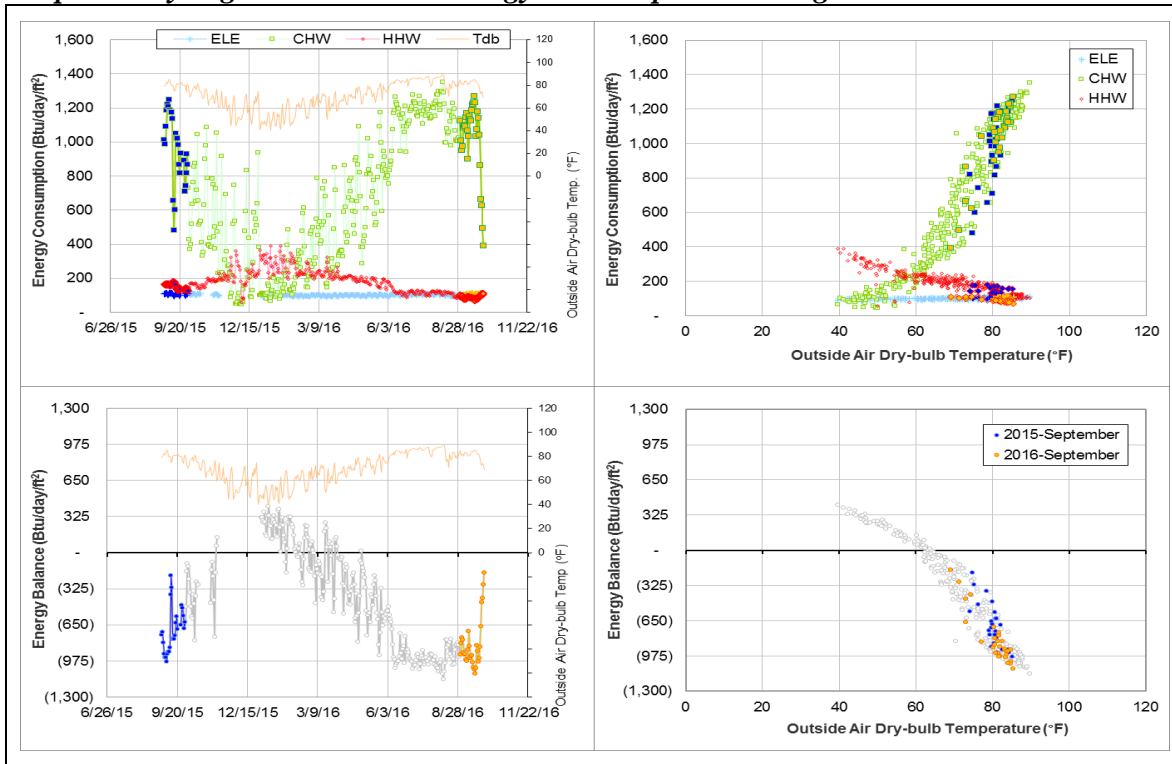 ELE CHW HHW Tdb
Energy Consumption (Btu/day/ft²)
1,600
1,400
1,200
1,000
800
600
400
200
-
120
100
80
60
40
20
0
Outside Air Dry-bulb Temp. (°F)
6/26/15 9/20/15 12/15/15 3/9/16 6/3/16 8/28/16 11/22/16
Energy Consumption (Btu/day/ft²)
1,600
1,400
1,200
1,000
800
600
400
200
-
ELE
CHW
HHW
0 20 40 60 80 100 120
Outside Air Dry-bulb Temperature (°F)
Energy Balance (Btu/day/ft²)
1,300
975
650
325
-
(325)
(650)
(975)
(1,300)
120
100
80
60
40
20
0
Outside Air Dry-bulb Temp (°F)
6/26/15 9/20/15 12/15/15 3/9/16 6/3/16 8/28/16 11/22/16
Energy Balance (Btu/day/ft²)
1,300
975
650
325
-
(325)
(650)
(975)
(1,300)
2015-September
2016-September
0 20 40 60 80 100 120
Outside Air Dry-bulb Temperature (°F)